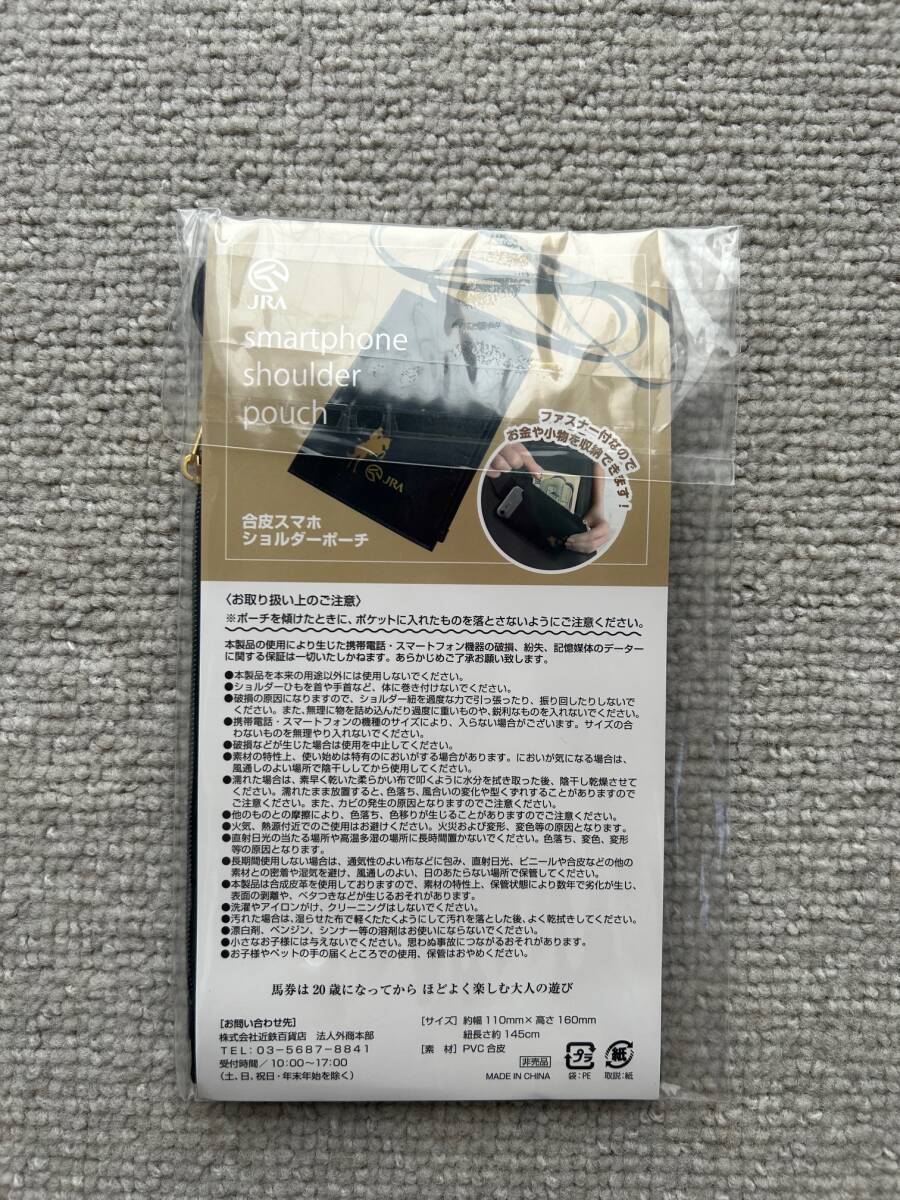 JRA
smartphone
shoulder
pouch
ファスナー付なので
お金や小物を収納できます!
JRA
合皮スマホ
ショルダーポーチ
〈お取り扱い上のご注意〉
※ポーチを傾けたときに、ポケットに入れたものを落とさないようにご注意ください。
本製品の使用により生じた携帯電話・スマートフォン機器の破損、紛失、記憶媒体のデーター
に関する保証は一切いたしかねます。あらかじめご了承お願い致します。
●本製品を本来の用途以外には使用しないでください。
●ショルダーひもを首や手首など、体に巻き付けないでください。
●破損の原因になりますので、ショルダー紐を過度な力で引っ張ったり、振り回したりしないで
ください。また、無理に物を詰め込んだり過度に重いものや、鋭利なものを入れないでください。
●携帯電話・スマートフォンの機種のサイズにより、入らない場合がございます。サイズの合
わないものを無理やり入れないでください。
●破損などが生じた場合は使用を中止してください。
●素材の特性上、使い始めは特有のにおいがする場合があります。においが気になる場合は、
風通しのよい場所で陰干ししてから使用してください。
●濡れた場合は、素早く乾いた柔らかい布で叩くように水分を拭き取った後、陰干し乾燥させて
ください。濡れたまま放置すると、色落ち、風合いの変化や型くずれすることがありますので
ご注意ください。また、カビの発生の原因となりますのでご注意ください。
●他のものとの摩擦により、色落ち、色移りが生じることがありますのでご注意ください。
●火気、熱源付近でのご使用はお避けください。火災および変形、変色等の原因となります。
●直射日光の当たる場所や高温多湿の場所に長時間置かないでください。色落ち、変色、変形
等の原因となります。
●長期間使用しない場合は、通気性のよい布などに包み、直射日光、ビニールや合皮などの他の
素材との密着や湿気を避け、風通しのよい、日のあたらない場所で保管してください。
●本製品は合成皮革を使用しておりますので、素材の特性上、保管状態により数年で劣化が生じ、
表面の剥離や、ベタつきなどが生じるおそれがあります。
●洗濯やアイロンがけ、クリーニングはしないでください。
●汚れた場合は、湿らせた布で軽くたたくようにして汚れを落とした後、よく乾拭きしてください。
●漂白剤、ベンジン、シンナー等の溶剤はお使いにならないでください。
●小さなお子様には与えないでください。思わぬ事故につながるおそれがあります。
●お子様やペットの手の届くところでの使用、保管はおやめください。
馬券は20歳になってから ほどよく楽しむ大人の遊び
[お問い合わせ先]
株式会社近鉄百貨店 法人外商本部
TEL:03-5687-8841
受付時間/10:00~17:00
(土、日、祝日・年末年始を除く)
[サイズ] 約幅 110mm×高さ 160mm
紐長さ約 145cm
[素 材] PVC 合皮
非売品
MADE IN CHINA
プラ
袋:PE
紙
取説:紙